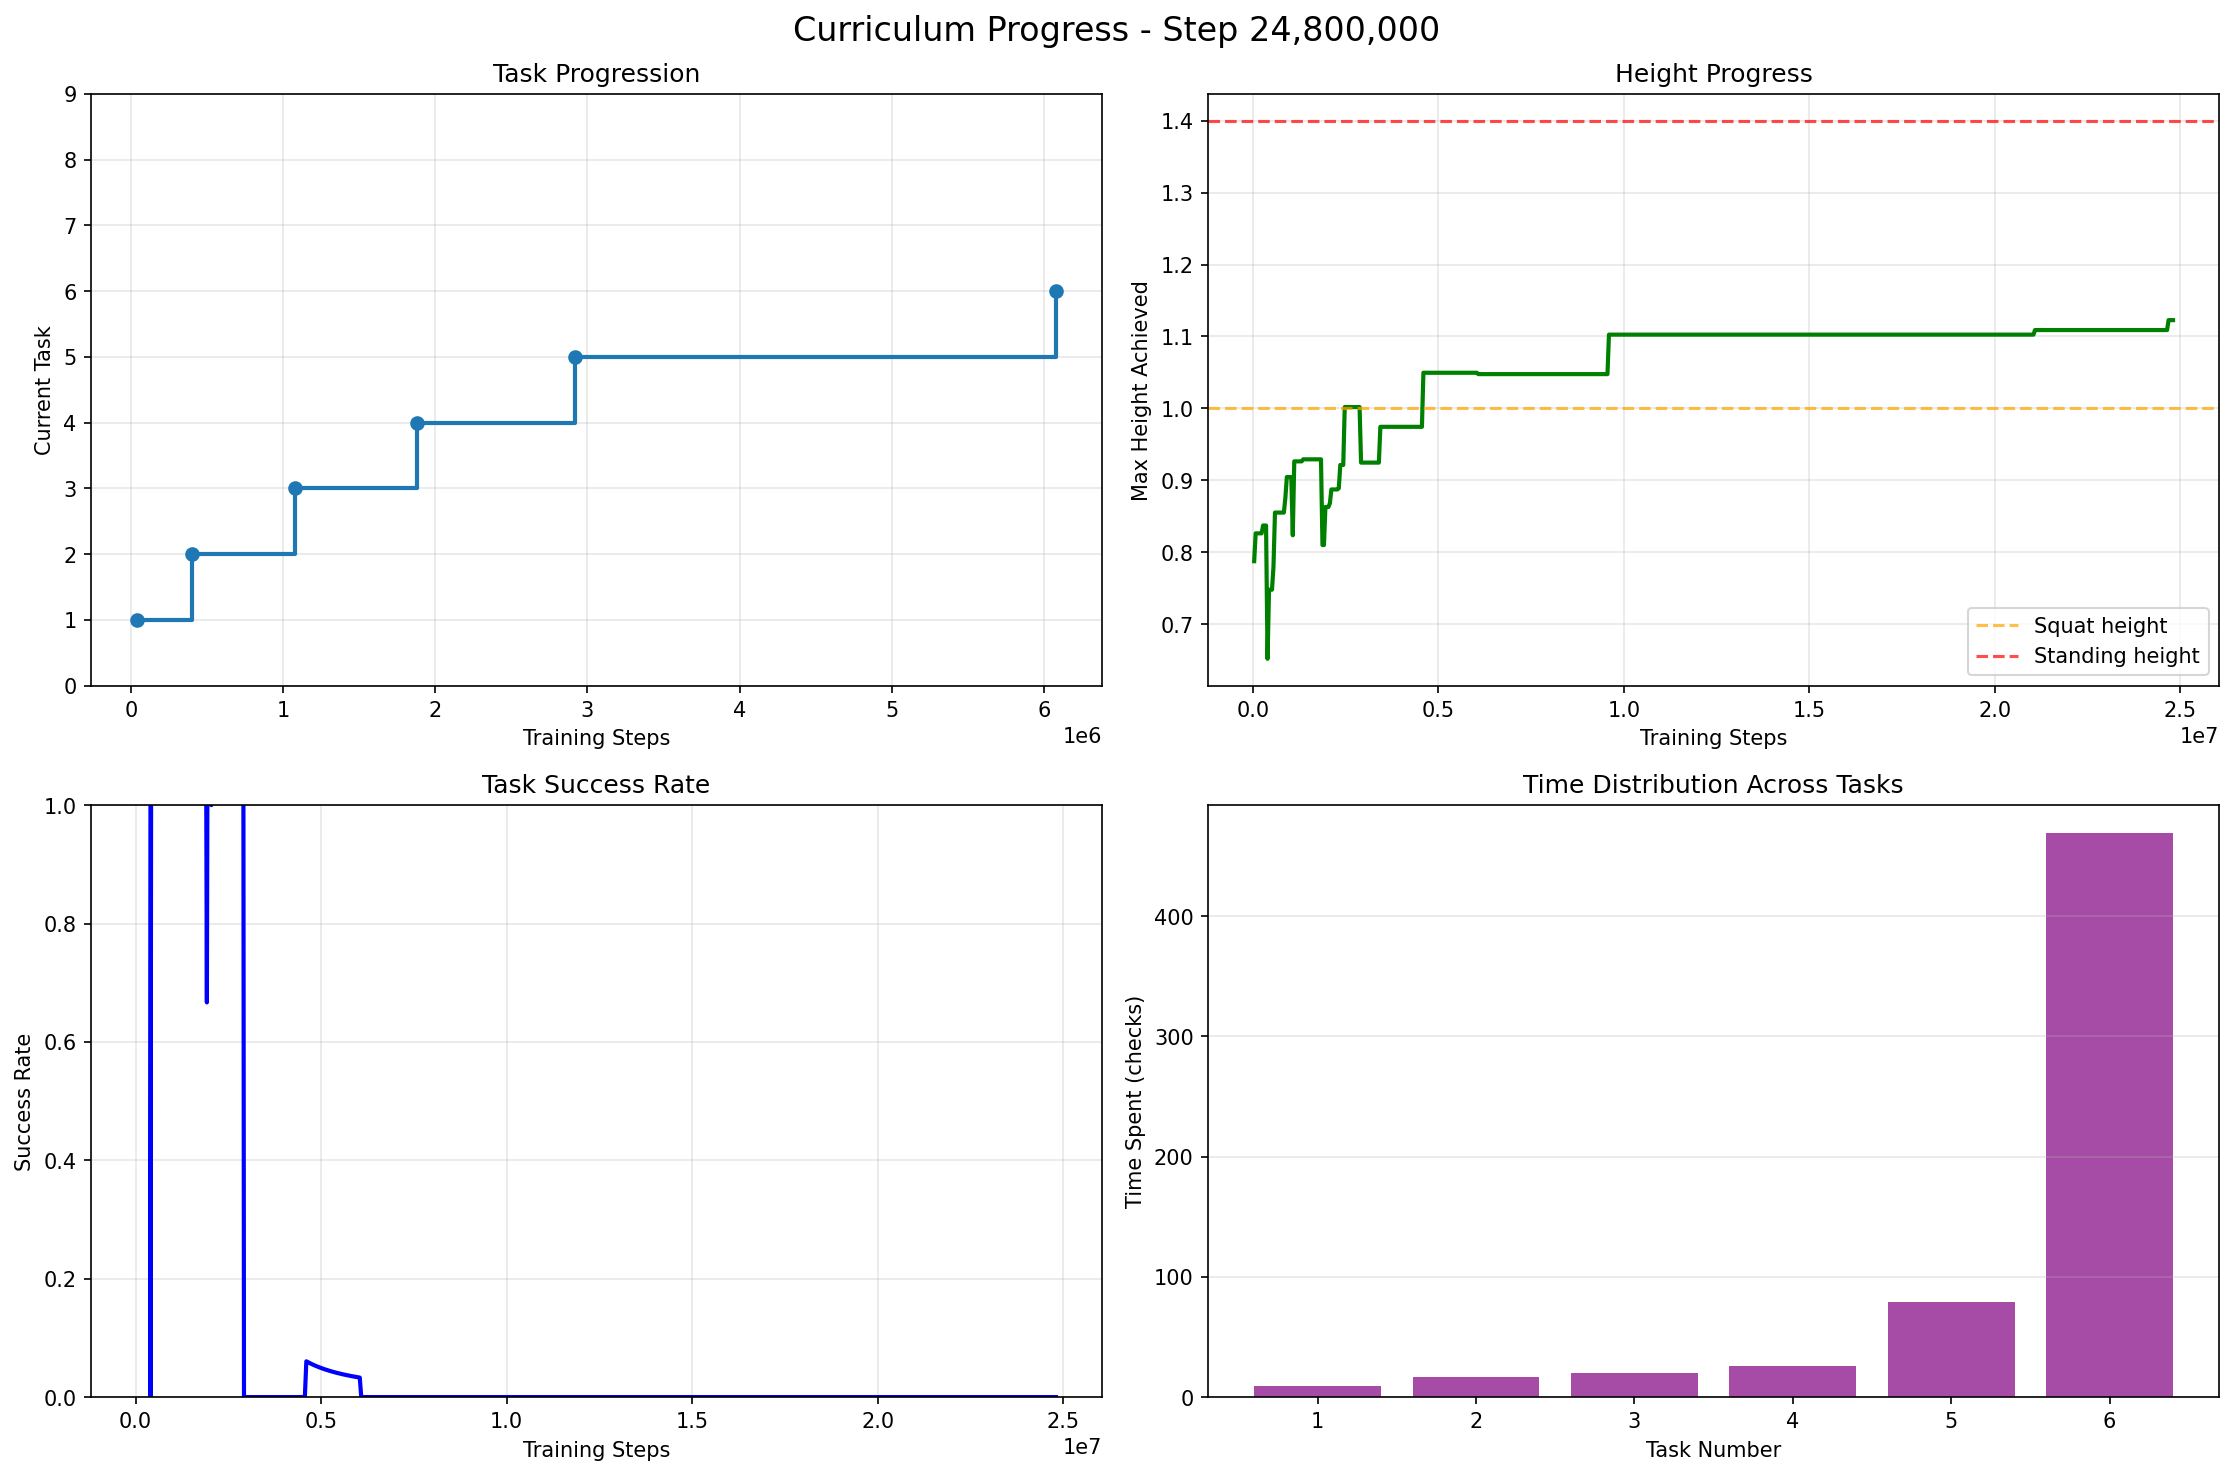 Curriculum Progress - Step 24,800,000
Task Progression
Current Task
9
8
7
6
5
4
3
2
1
0
0 1 2 3 4 5 6
1e6
Training Steps
Height Progress
Max Height Achieved
1.4
1.3
1.2
1.1
1.0
0.9
0.8
0.7
Squat height
Standing height
0.0 0.5 1.0 1.5 2.0 2.5
1e7
Training Steps
Task Success Rate
Success Rate
1.0
0.8
0.6
0.4
0.2
0.0
0.0 0.5 1.0 1.5 2.0 2.5
1e7
Training Steps
Time Distribution Across Tasks
Time Spent (checks)
400
300
200
100
0
1 2 3 4 5 6
Task Number